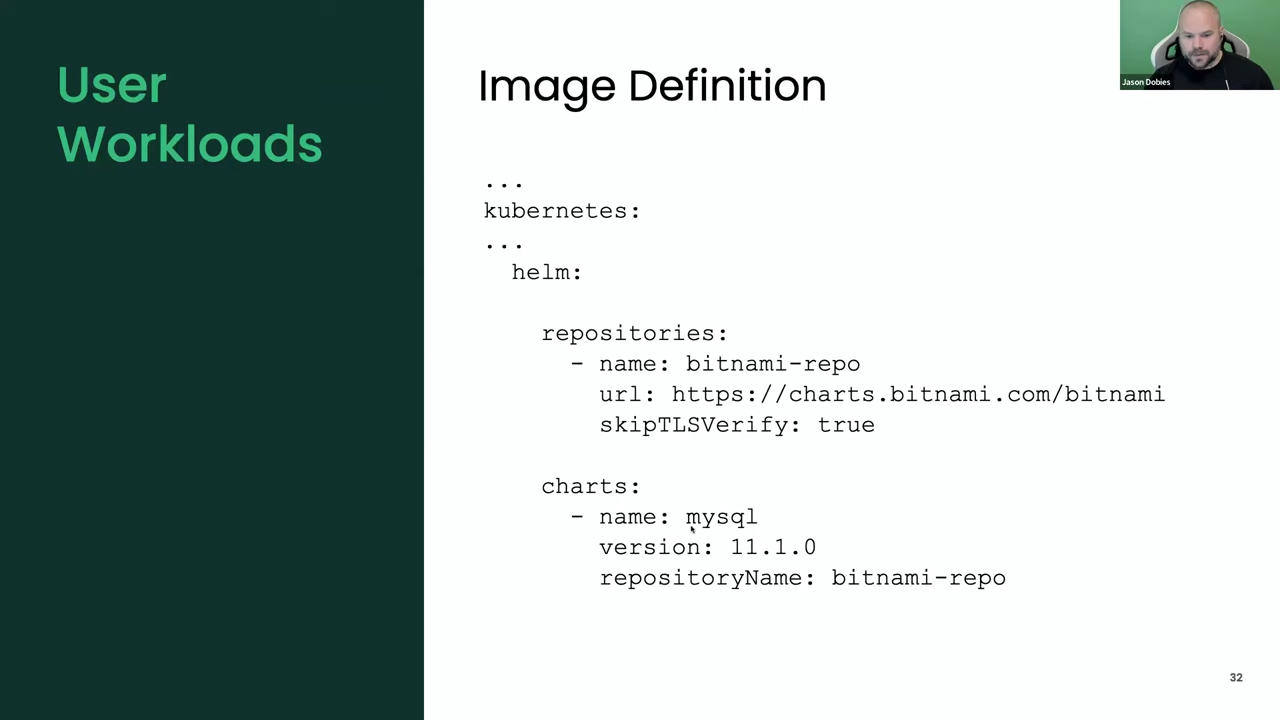 User
Workloads
Image Definition
Jason Dobies
...
kubernetes:
...
helm:
repositories:
- name: bitnami-repo
url: https://charts.bitnami.com/bitnami
skipTLSVerify: true
charts:
- name: mysql
version: 11.1.0
repositoryName: bitnami-repo
32